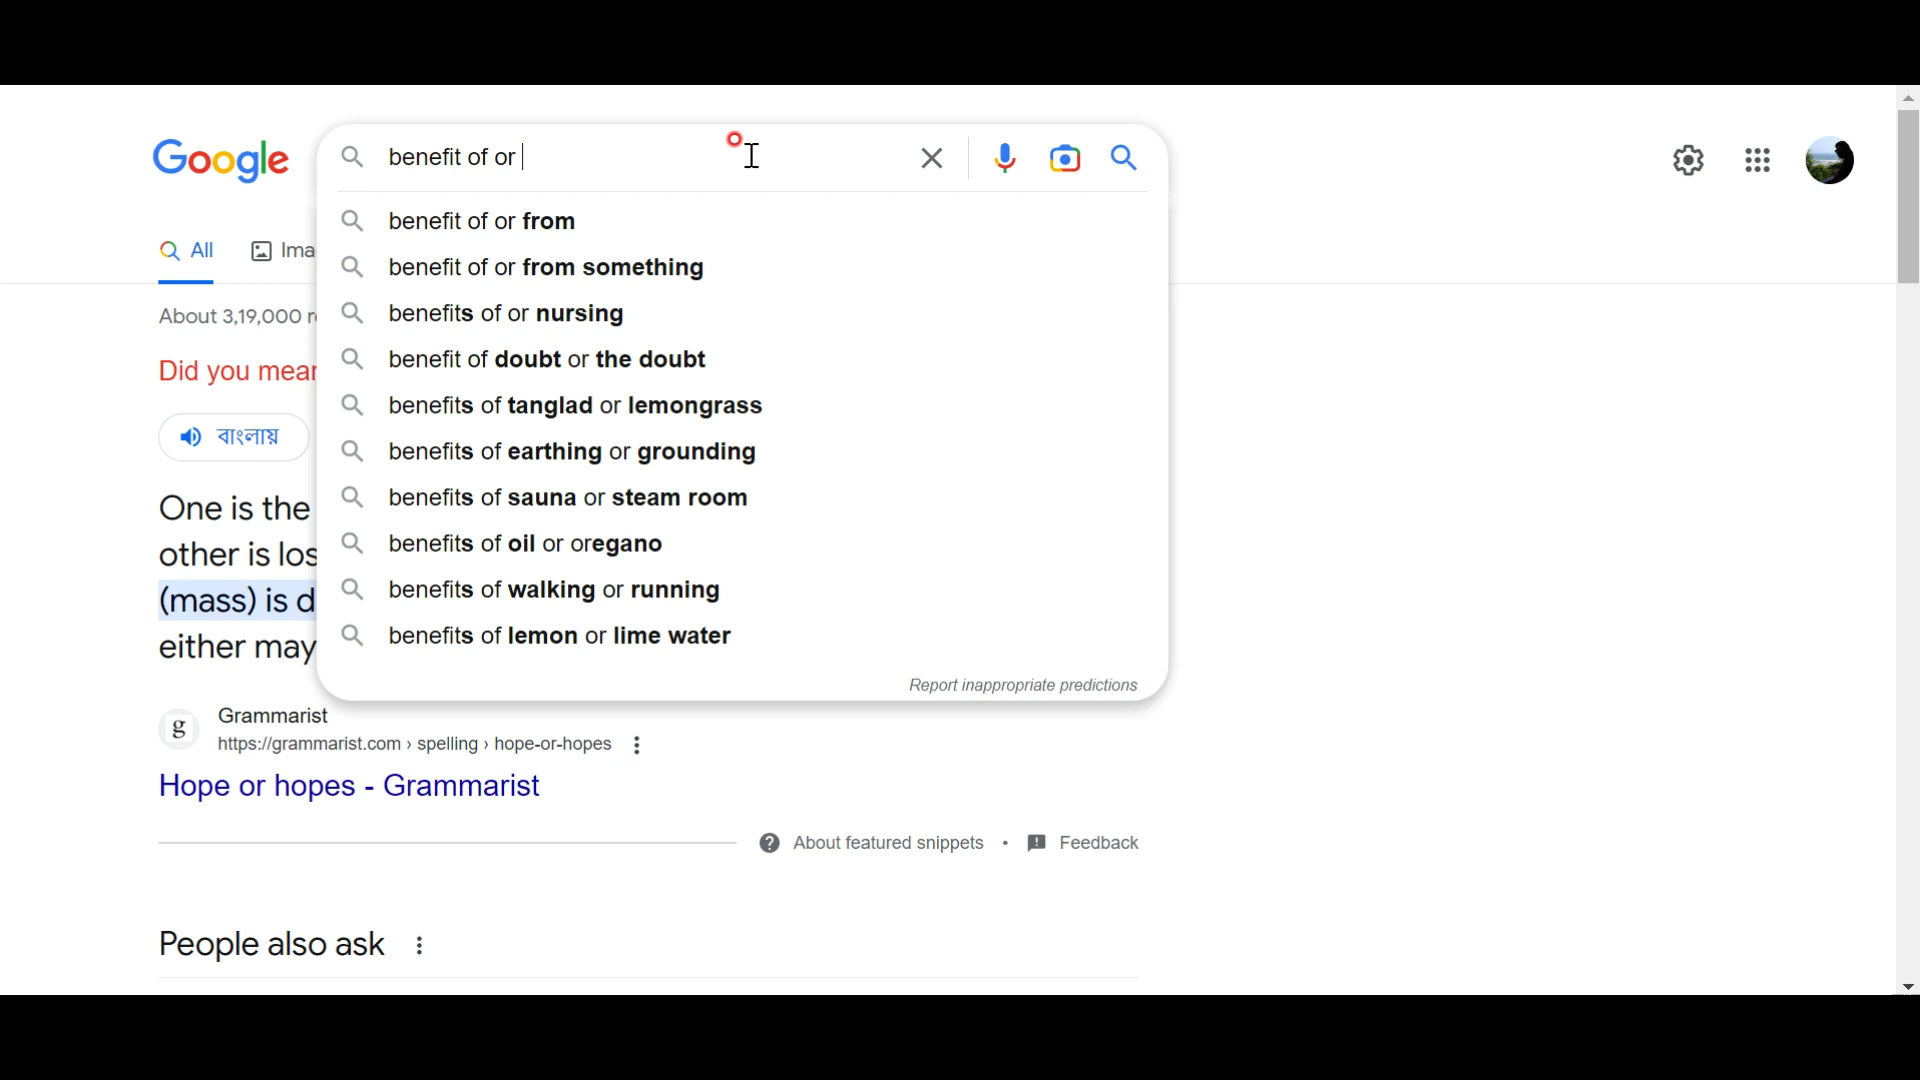 Google
benefit of or
benefit of or from
All
Ima
benefit of or from something
About 3,19,000 r
benefits of or nursing
Did you mear
benefit of doubt or the doubt
benefits of tanglad or lemongrass
বাংলায়
benefits of earthing or grounding
One is the
benefits of sauna or steam room
other is los
benefits of oil or oregano
(mass) is d
benefits of walking or running
either may
benefits of lemon or lime water
Report inappropriate predictions
g
Grammarist
https://grammarist.com › spelling › hope-or-hopes
Hope or hopes - Grammarist
About featured snippets • Feedback
People also ask